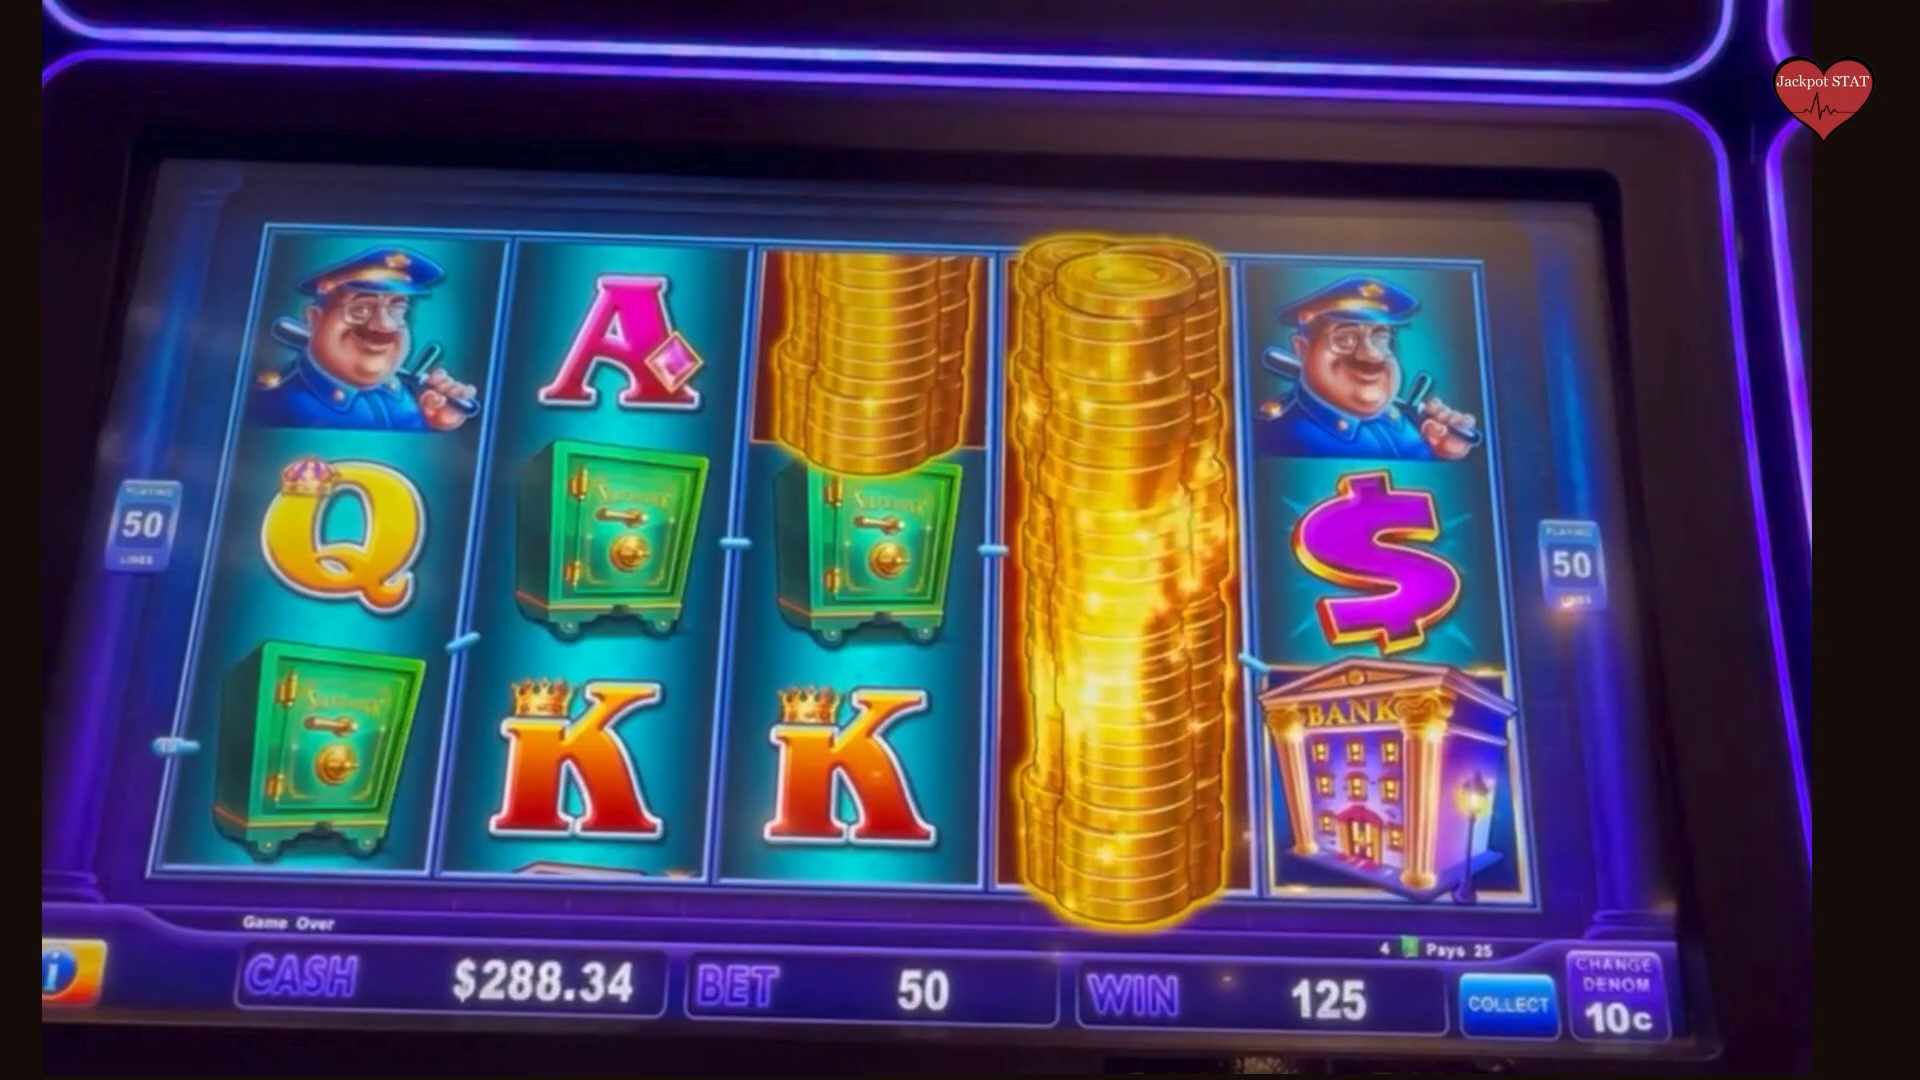 Jackpot STAT
A
Q
K
K
$
BANK
PLAYING
50
LINES
PLAYING
50
LINES
Game Over
4 Pays 25
CASH $288.34
BET 50
WIN 125
COLLECT
CHANGE
DENOM
10¢
i